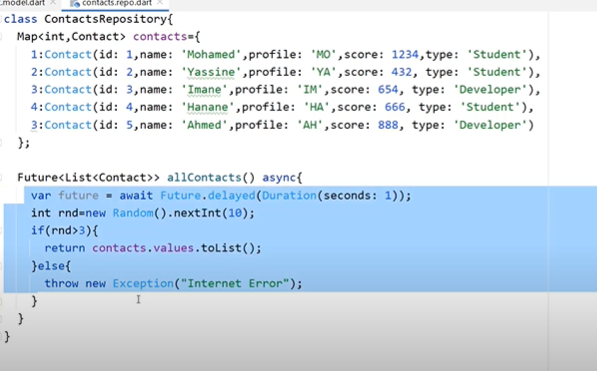 .model.dart × contacts.repo.dart ×
class ContactsRepository{
Map<int,Contact> contacts={
1:Contact(id: 1,name: 'Mohamed',profile: 'MO',score: 1234,type: 'Student'),
2:Contact(id: 2,name: 'Yassine',profile: 'YA',score: 432, type: 'Student'),
3:Contact(id: 3,name: 'Imane',profile: 'IM',score: 654, type: 'Developer'),
4:Contact(id: 4,name: 'Hanane',profile: 'HA',score: 666, type: 'Student'),
3:Contact(id: 5,name: 'Ahmed',profile: 'AH',score: 888, type: 'Developer')
};
Future<List<Contact>> allContacts() async{
var future = await Future.delayed(Duration(seconds: 1));
int rnd=new Random().nextInt(10);
if(rnd>3){
return contacts.values.toList();
}else{
throw new Exception("Internet Error");
}
}
}